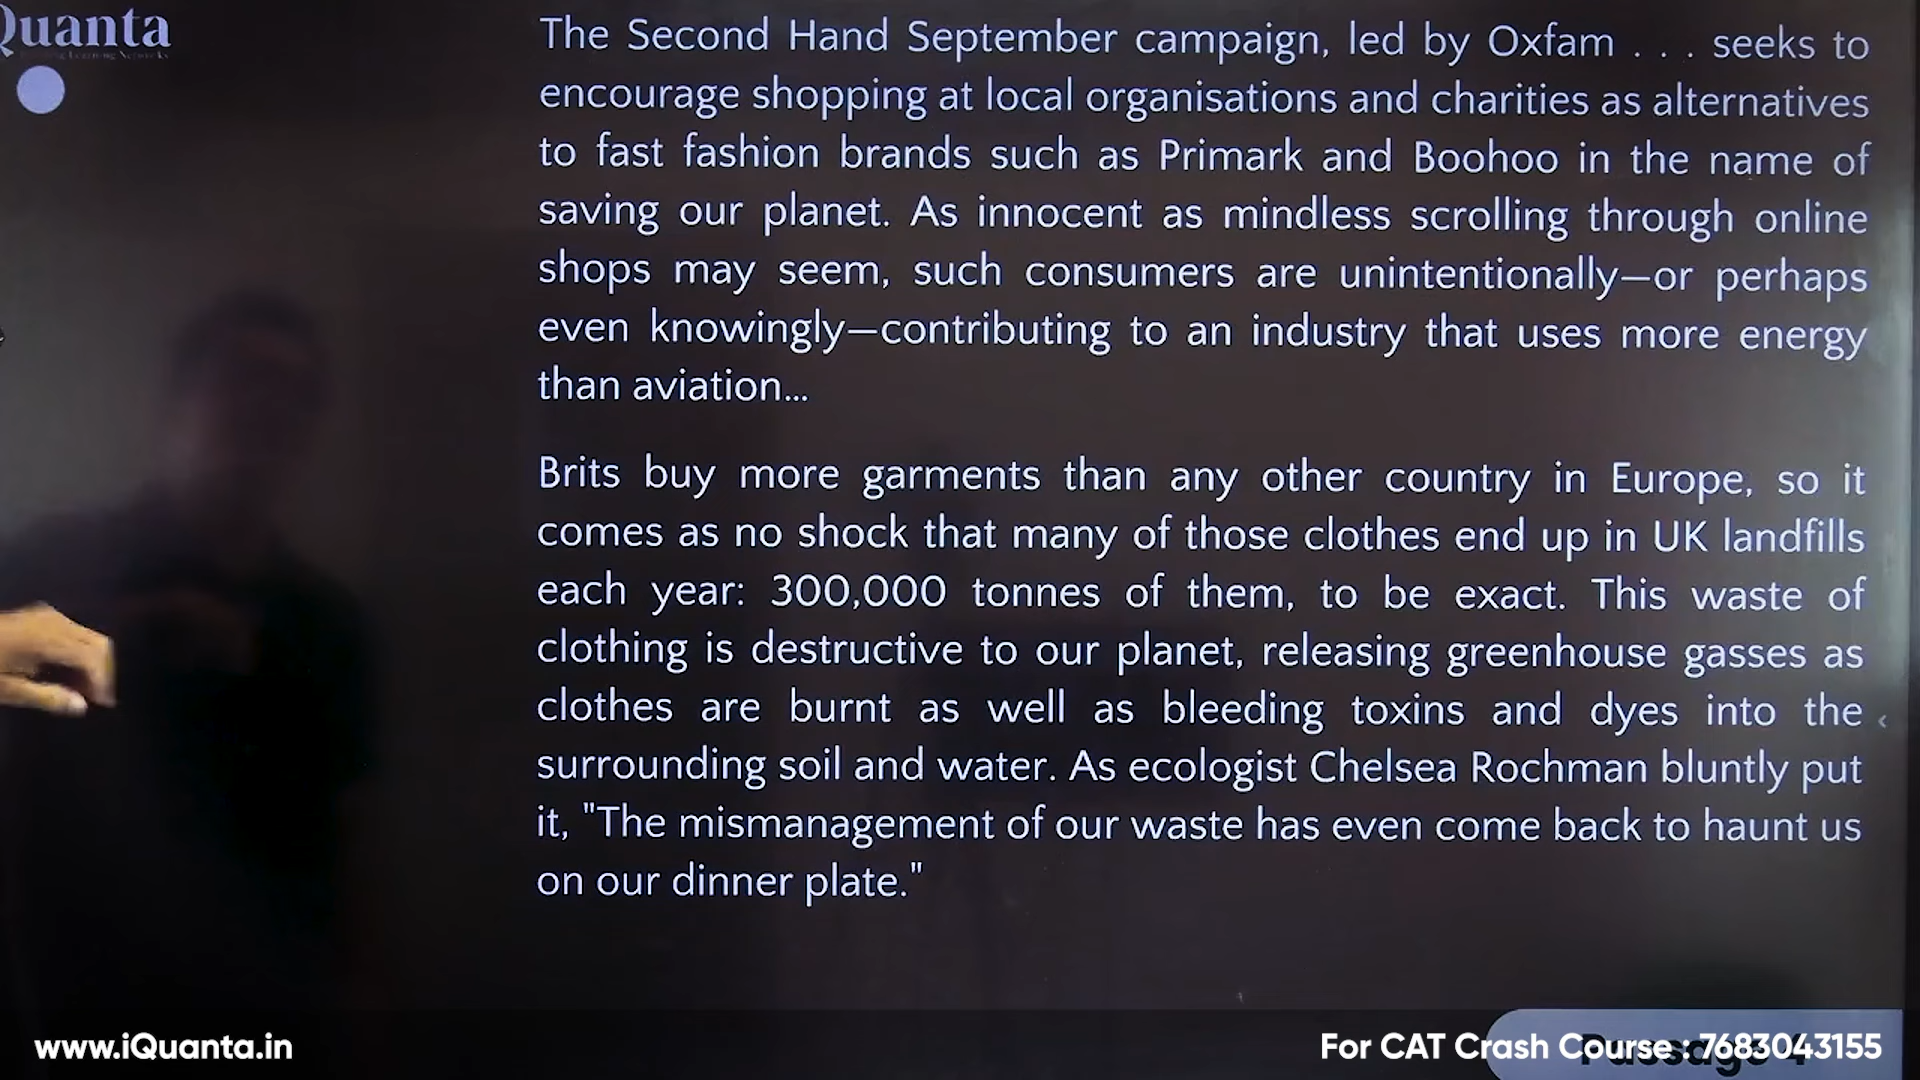 Quanta
The Second Hand September campaign, led by Oxfam . . . seeks to
encourage shopping at local organisations and charities as alternatives
to fast fashion brands such as Primark and Boohoo in the name of
saving our planet. As innocent as mindless scrolling through online
shops may seem, such consumers are unintentionally—or perhaps
even knowingly—contributing to an industry that uses more energy
than aviation...
Brits buy more garments than any other country in Europe, so it
comes as no shock that many of those clothes end up in UK landfills
each year: 300,000 tonnes of them, to be exact. This waste of
clothing is destructive to our planet, releasing greenhouse gasses as
clothes are burnt as well as bleeding toxins and dyes into the
surrounding soil and water. As ecologist Chelsea Rochman bluntly put
it, "The mismanagement of our waste has even come back to haunt us
on our dinner plate."
www.iQuanta.in
For CAT Crash Course : 7683043155
Passage 4